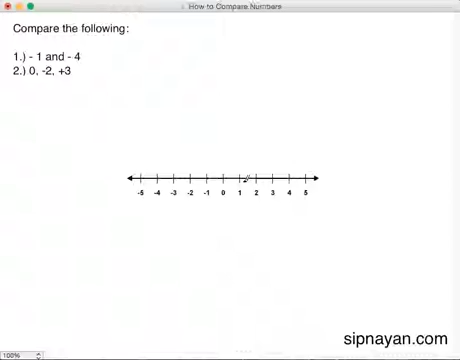 How to Compare Numbers
Compare the following:
1.) - 1 and - 4
2.) 0, -2, +3
-5 -4 -3 -2 -1 0 1 2 3 4 5
sipnayan.com
100%